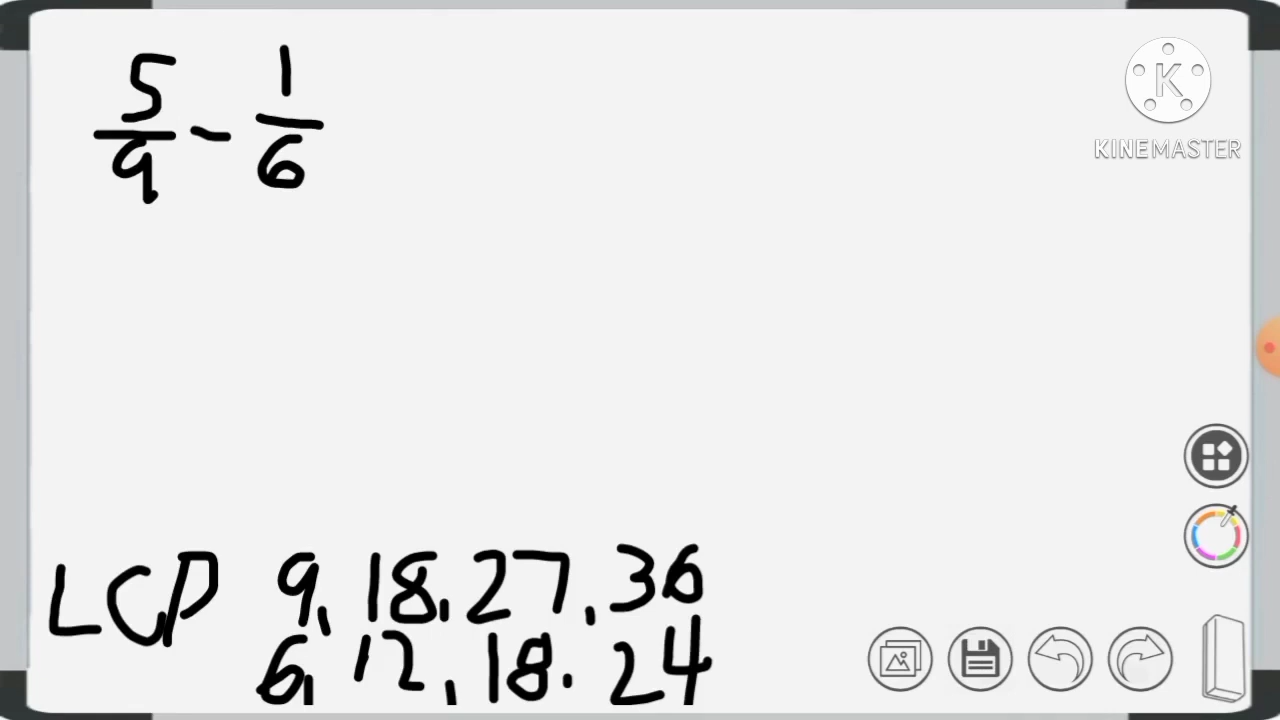 5/9 - 1/6
K
KINEMASTER
LCD 9, 18, 27, 36
6, 12, 18, 24